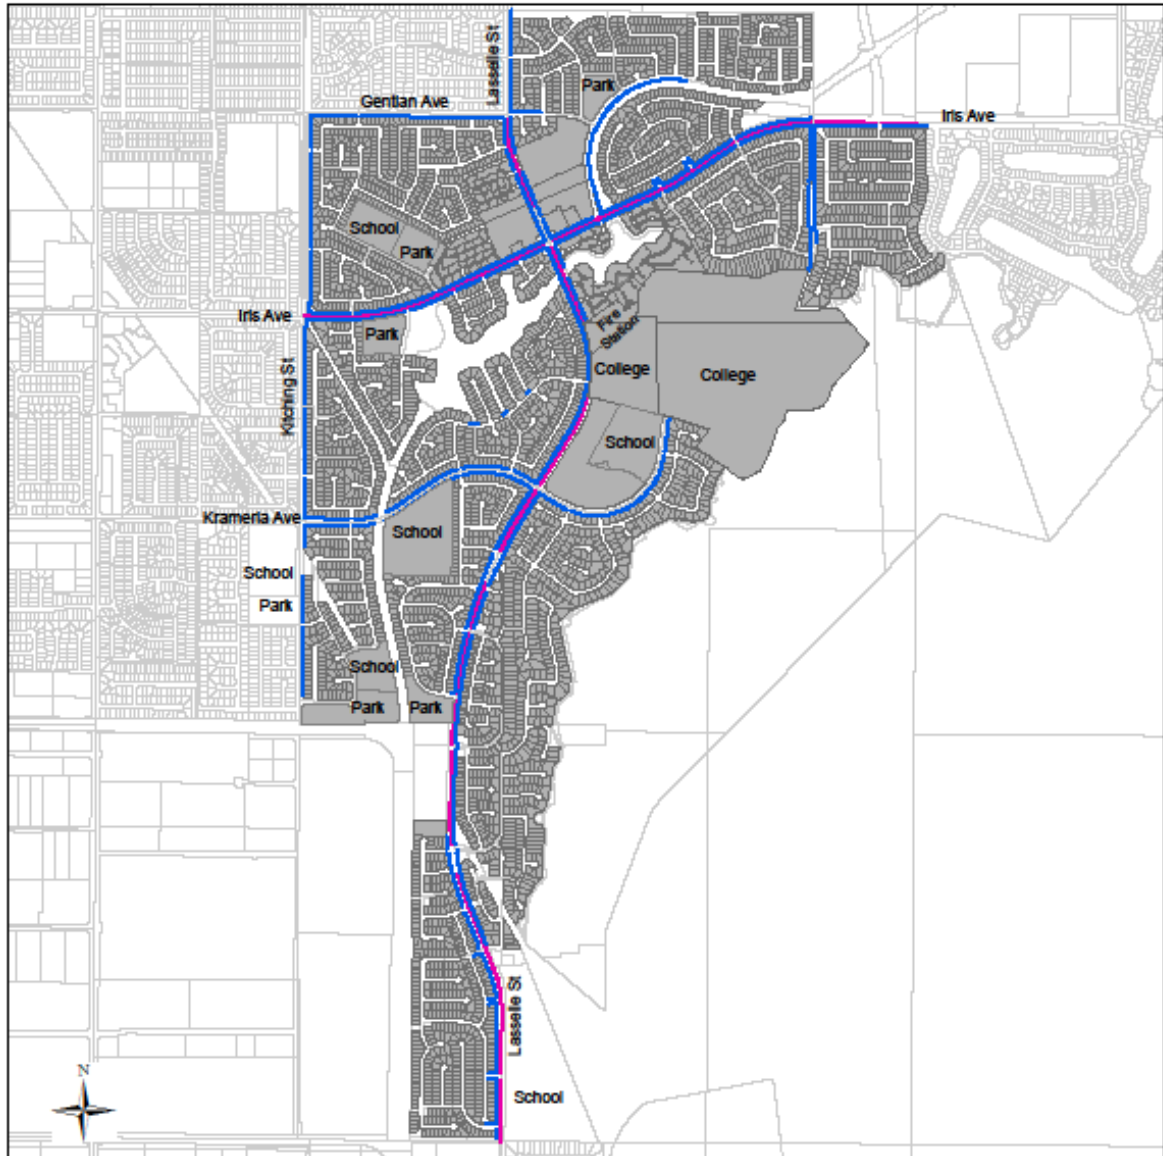 Lasselle St
Park
Gentian Ave
Iris Ave
School
Park
Iris Ave
Park
Fire
Station
College
College
Kitching St
School
Krameria Ave
School
School
Park
School
Park
Park
Lasselle St
School
N